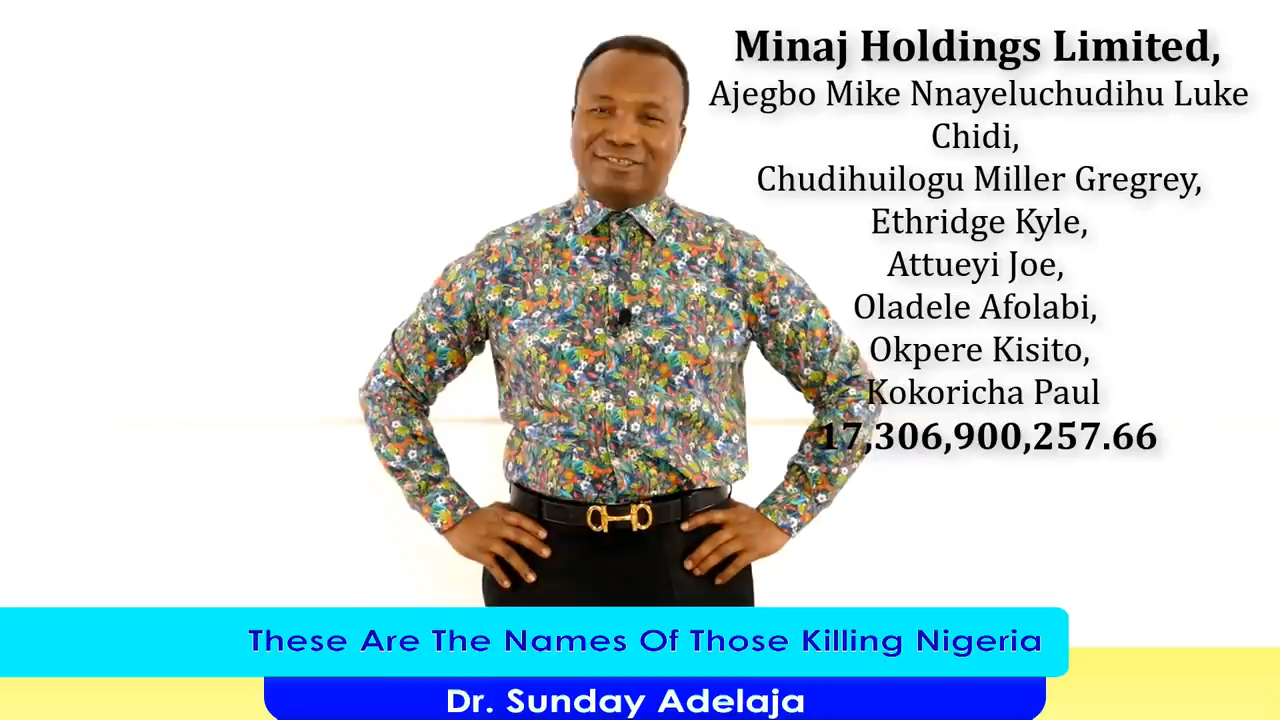 Minaj Holdings Limited,
Ajegbo Mike Nnayeluchudihu Luke
Chidi,
Chudihuilogu Miller Gregrey,
Ethridge Kyle,
Attueyi Joe,
Oladele Afolabi,
Okpere Kisito,
Kokoricha Paul
17,306,900,257.66
These Are The Names Of Those Killing Nigeria
Dr. Sunday Adelaja